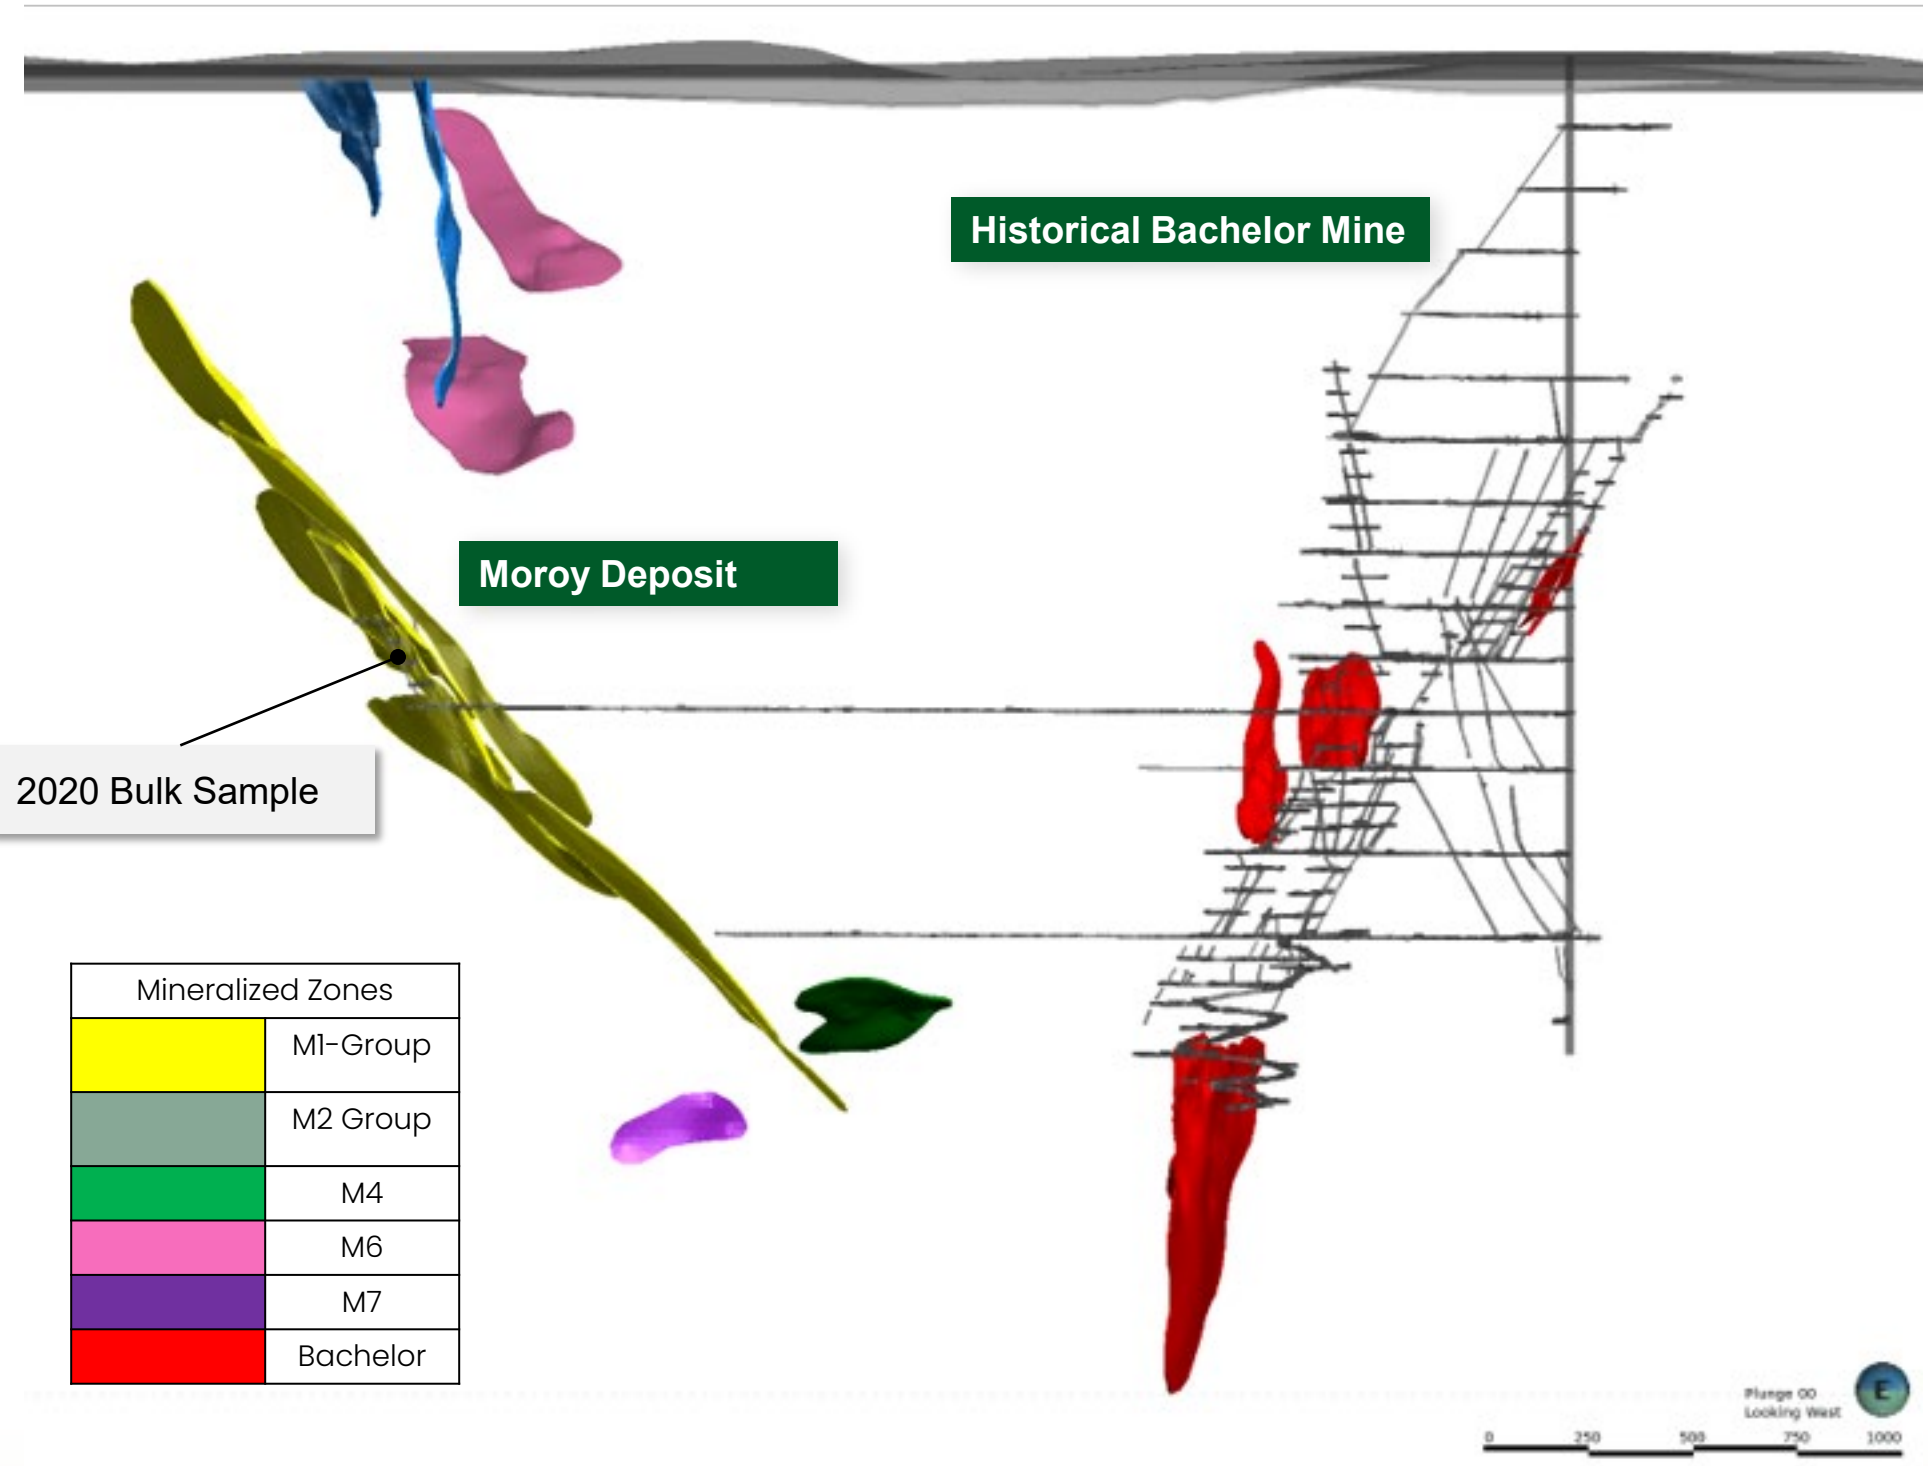 Historical Bachelor Mine
Moroy Deposit
2020 Bulk Sample
Mineralized Zones
M1-Group
M2 Group
M4
M6
M7
Bachelor
Plunge 00
Looking West
E
0 250 500 750 1000